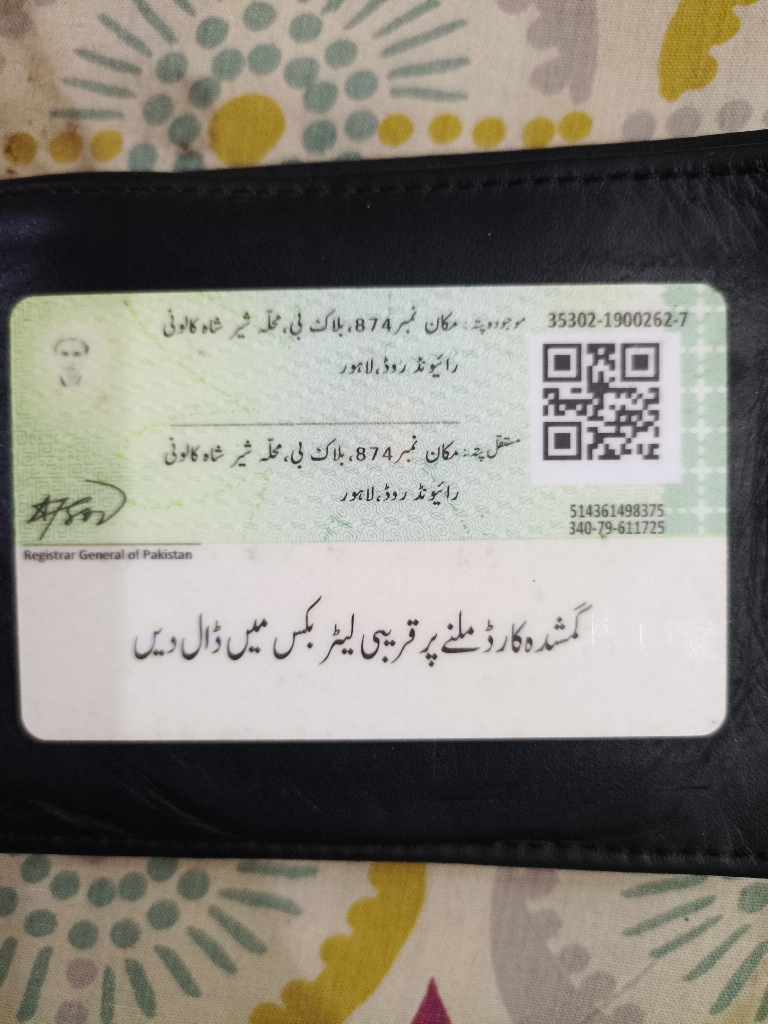 موجودہ پتہ: مکان نمبر 874، بلاک بی، محلّہ شیر شاہ کالونی
رائیونڈ روڈ، لاہور
35302-1900262-7
مستقل پتہ: مکان نمبر 874، بلاک بی، محلّہ شیر شاہ کالونی
رائیونڈ روڈ، لاہور
514361498375
340-79-611725
Registrar General of Pakistan
گمشدہ کارڈ ملنے پر قریبی لیٹر بکس میں ڈال دیں